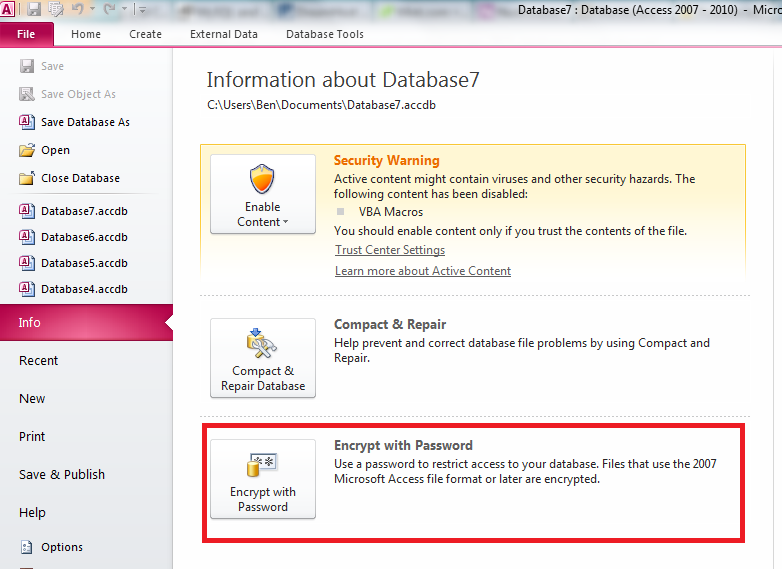 Database7 : Database (Access 2007 - 2010) - Micro
File Home Create External Data Database Tools
Save
Save Object As
Save Database As
Open
Close Database
Database7.accdb
Database6.accdb
Database5.accdb
Database4.accdb
Info
Recent
New
Print
Save & Publish
Help
Options
Information about Database7
C:\Users\Ben\Documents\Database7.accdb
Enable
Content
Security Warning
Active content might contain viruses and other security hazards. The
following content has been disabled:
VBA Macros
You should enable content only if you trust the contents of the file.
Trust Center Settings
Learn more about Active Content
Compact &
Repair Database
Compact & Repair
Help prevent and correct database file problems by using Compact and
Repair.
Encrypt with
Password
Encrypt with Password
Use a password to restrict access to your database. Files that use the 2007
Microsoft Access file format or later are encrypted.